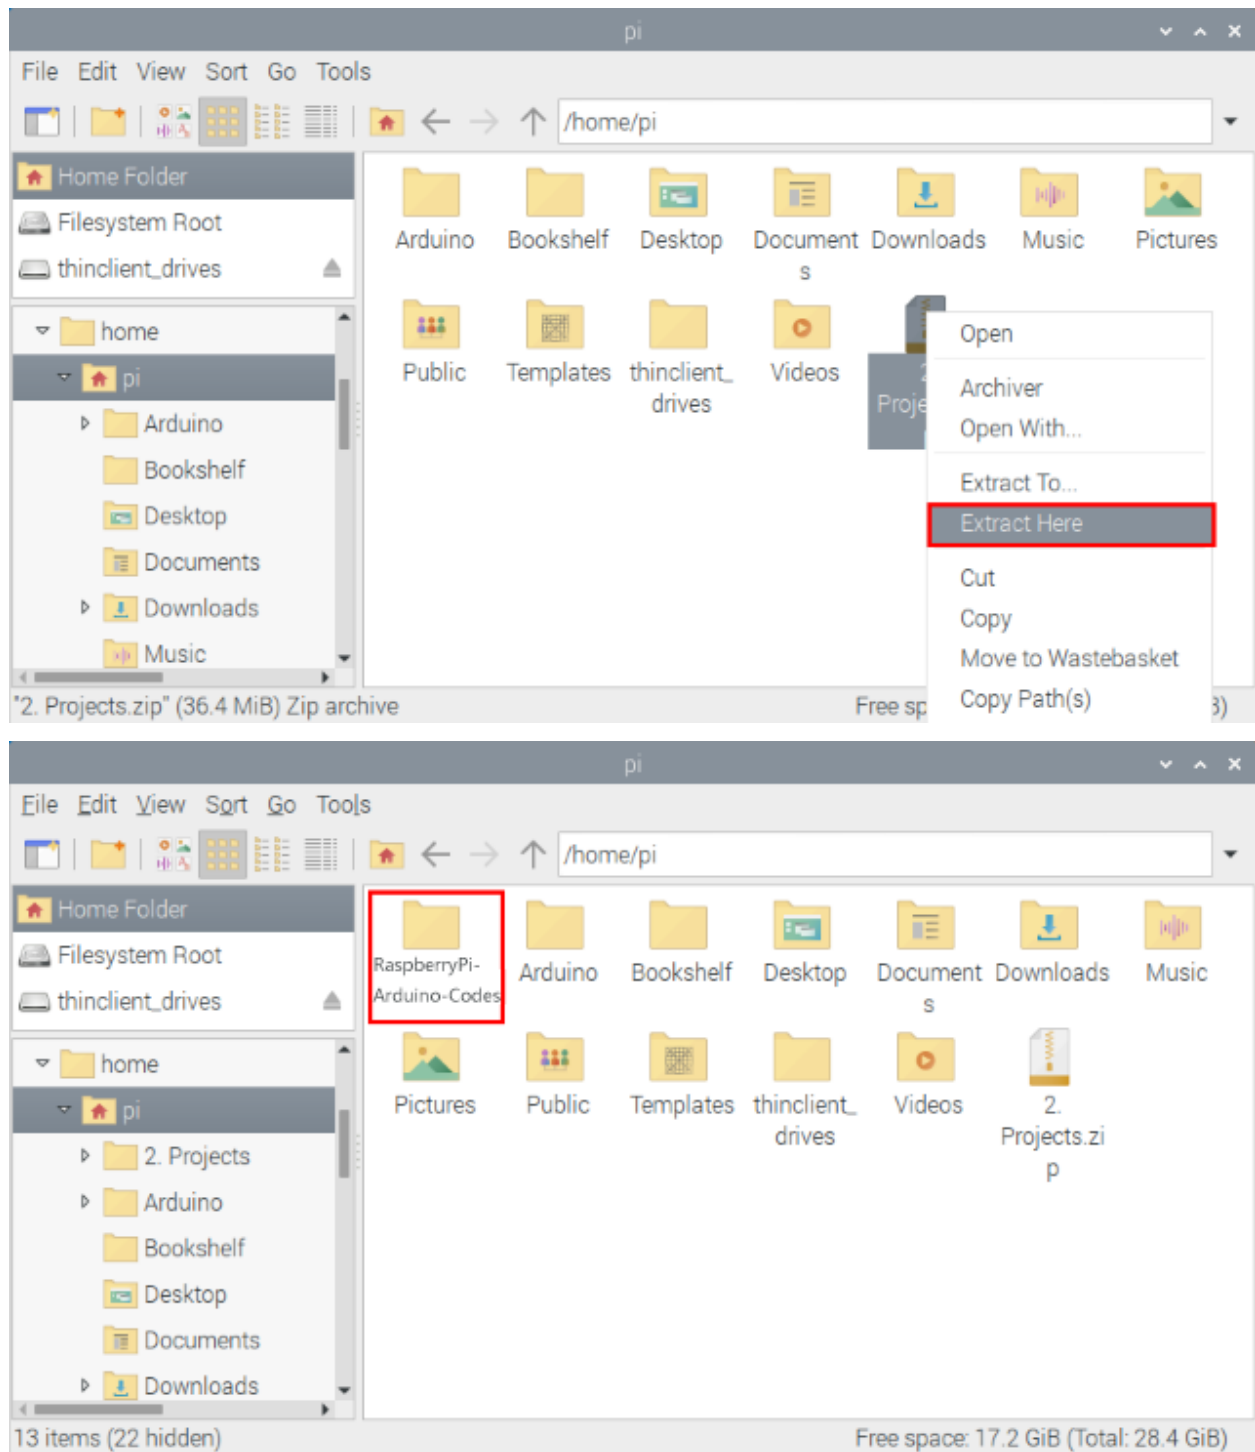 pi
File Edit View Sort Go Tools
/home/pi
Home Folder
Filesystem Root
thinclient_drives
home
pi
Arduino
Bookshelf
Desktop
Documents
Downloads
Music
Arduino Bookshelf Desktop Document Downloads Music Pictures
s
Public Templates thinclient_ Videos
drives
2
Proje
Open
Archiver
Open With...
Extract To...
Extract Here
Cut
Copy
Move to Wastebasket
Copy Path(s)
"2. Projects.zip" (36.4 MiB) Zip archive
Free sp
pi
File Edit View Sort Go Tools
/home/pi
Home Folder
Filesystem Root
thinclient_drives
home
pi
2. Projects
Arduino
Bookshelf
Desktop
Documents
Downloads
RaspberryPi- Arduino Bookshelf Desktop Document Downloads Music
Arduino-Codes s
Pictures Public Templates thinclient_ Videos 2.
drives Projects.zi
p
13 items (22 hidden)
Free space: 17.2 GiB (Total: 28.4 GiB)